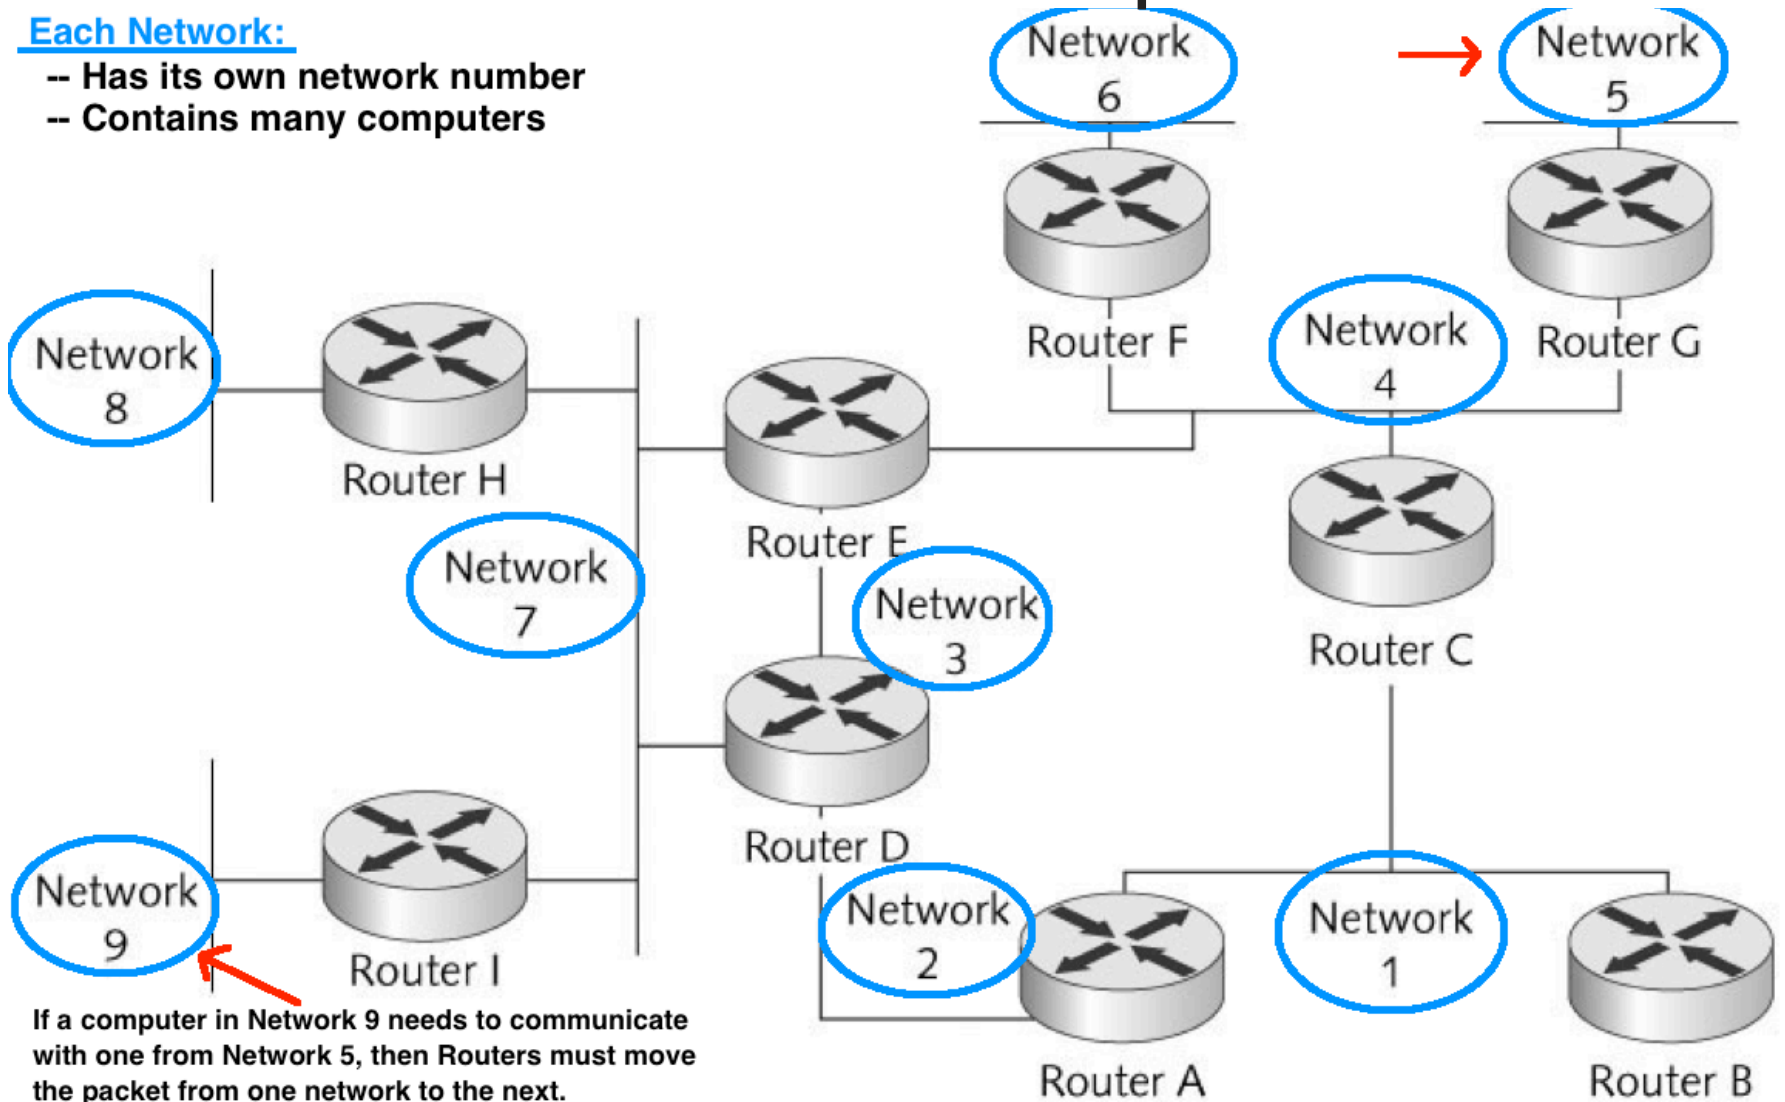 Each Network:
-- Has its own network number
-- Contains many computers
Network
6
Network
5
Router F
Network
4
Router G
Network
8
Router H
Router E
Network
7
Network
3
Router C
Router D
Network
9
Router I
Network
2
Network
1
Router A
Router B
If a computer in Network 9 needs to communicate
with one from Network 5, then Routers must move
the packet from one network to the next.